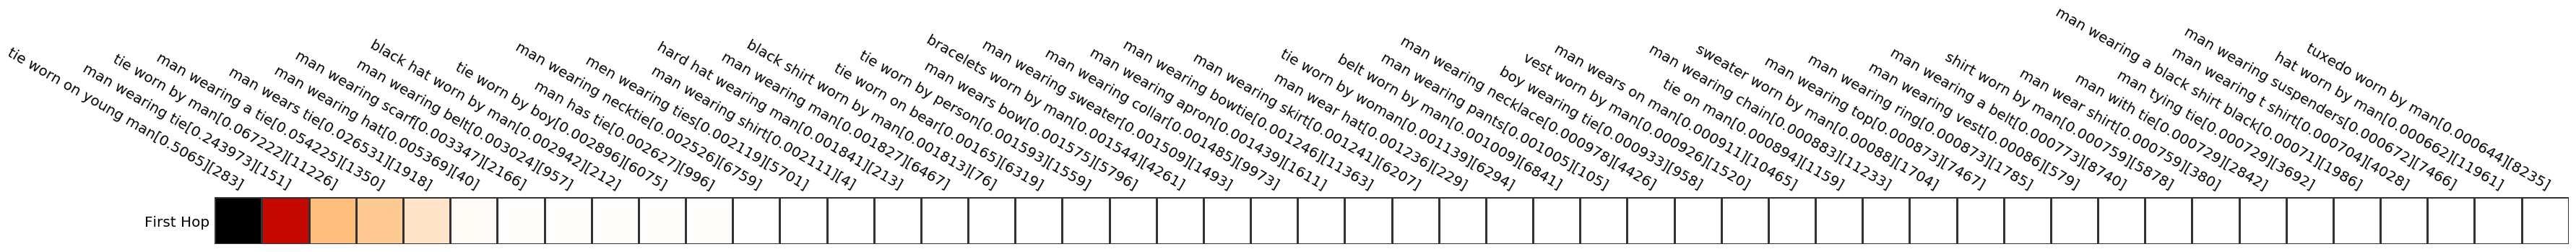 tie worn on young man[0.5065][283]
man wearing tie[0.243973][151]
tie worn by man[0.067222][11226]
man wearing a tie[0.054225][1350]
man wears tie[0.026531][1918]
man wearing hat[0.005369][40]
man wearing scarf[0.003347][2166]
man wearing belt[0.003024][957]
black hat worn by man[0.002942][212]
tie worn by boy[0.002896][6075]
man has tie[0.002627][996]
man wearing necktie[0.002526][6759]
men wearing ties[0.002119][5701]
man wearing shirt[0.002111][4]
hard hat wearing man[0.001841][213]
man wearing man[0.001827][6467]
black shirt worn by man[0.001813][76]
tie worn on bear[0.00165][6319]
tie worn by person[0.001593][1559]
man wears bow[0.001575][5796]
bracelets worn by man[0.001544][4261]
man wearing sweater[0.001509][1493]
man wearing collar[0.001485][9973]
man wearing apron[0.001439][1611]
man wearing bowtie[0.001246][11363]
man wearing skirt[0.001241][6207]
man wear hat[0.001236][229]
tie worn by woman[0.001139][6294]
belt worn by man[0.001009][6841]
man wearing pants[0.001005][105]
man wearing necklace[0.000978][4426]
boy wearing tie[0.000933][958]
vest worn by man[0.000926][1520]
man wears on man[0.000911][10465]
tie on man[0.000894][1159]
man wearing chain[0.000883][1233]
sweater worn by man[0.00088][1704]
man wearing top[0.000873][7467]
man wearing ring[0.000873][1785]
man wearing vest[0.00086][579]
man wearing a belt[0.000773][8740]
shirt worn by man[0.000759][5878]
man wear shirt[0.000759][380]
man with tie[0.000729][2842]
man tying tie[0.000729][3692]
man wearing a black shirt black[0.00071][1986]
man wearing t shirt[0.000704][4028]
man wearing suspenders[0.000672][7466]
hat worn by man[0.000662][11961]
tuxedo worn by man[0.000644][8235]
First Hop